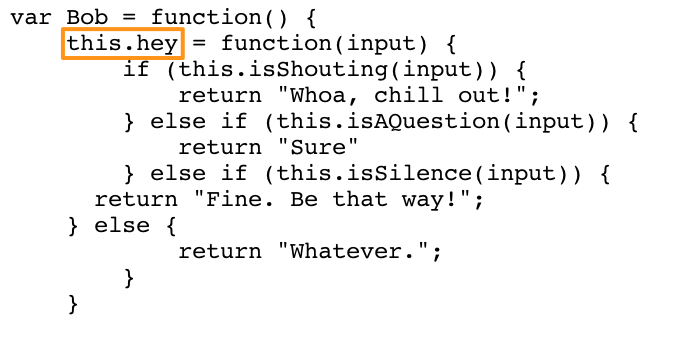 var Bob = function() {
    this.hey = function(input) {
        if (this.isShouting(input)) {
            return "Whoa, chill out!";
        } else if (this.isAQuestion(input)) {
            return "Sure"
        } else if (this.isSilence(input)) {
      return "Fine. Be that way!";
    } else {
            return "Whatever.";
        }
    }